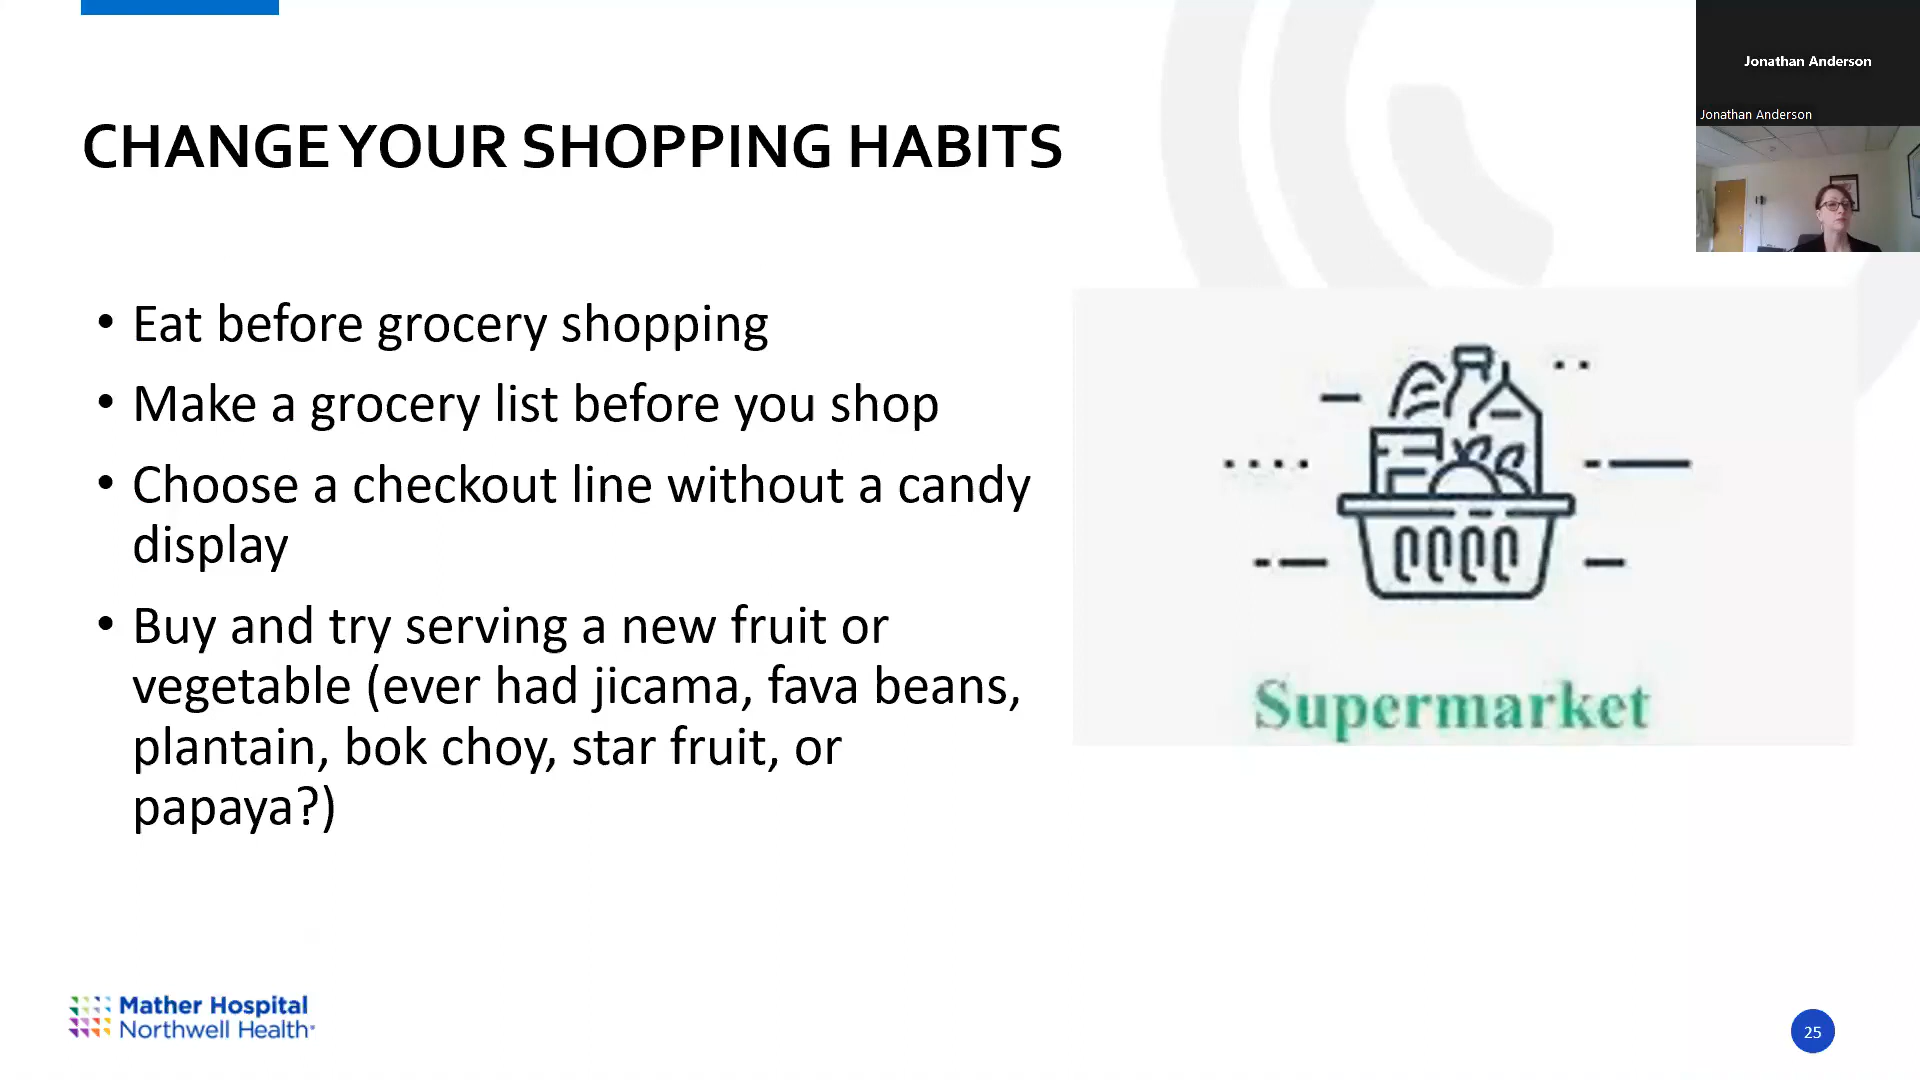 Jonathan Anderson
Jonathan Anderson
CHANGE YOUR SHOPPING HABITS
• Eat before grocery shopping
• Make a grocery list before you shop
• Choose a checkout line without a candy
display
• Buy and try serving a new fruit or
vegetable (ever had jicama, fava beans,
plantain, bok choy, star fruit, or
papaya?)
Supermarket
Mather Hospital
Northwell Health
25